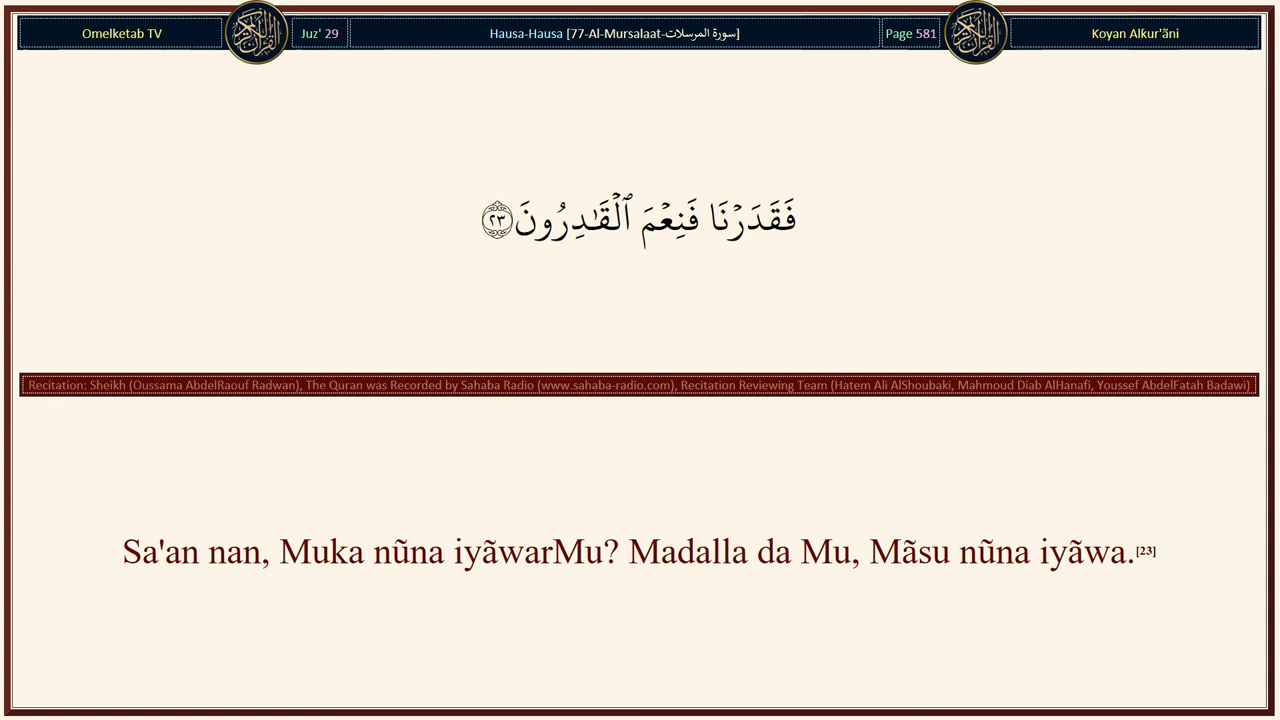 Omelketab TV
Juz' 29
Hausa-Hausa [77-Al-Mursalaat-سورة المرسلات]
Page 581
Koyan Alƙur'ãni
فَقَدَرۡنَا فَنِعۡمَ ٱلۡقَٰدِرُونَ ٢٣
Recitation: Sheikh (Oussama AbdelRaouf Radwan), The Quran was Recorded by Sahaba Radio (www.sahaba-radio.com), Recitation Reviewing Team (Hatem Ali AlShoubaki, Mahmoud Diab AlHanafi, Youssef AbdelFatah Badawi)
Sa'an nan, Muka nũna iyãwarMu? Madalla da Mu, Mãsu nũna iyãwa.[23]